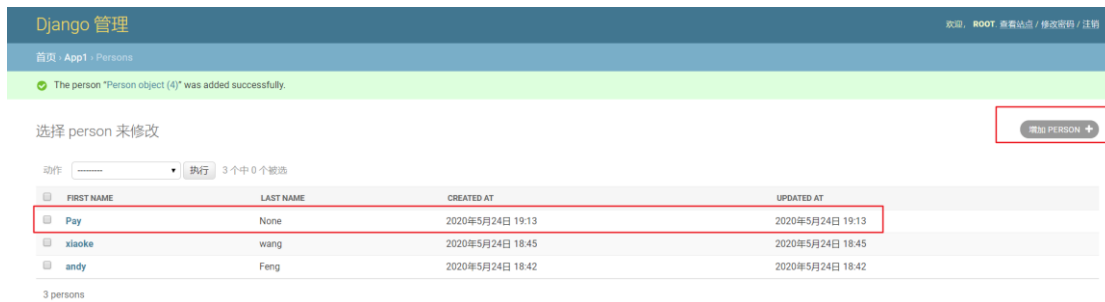 Django 管理
欢迎，ROOT. 查看站点 / 修改密码 / 注销
首页 › App1 › Persons
The person "Person object (4)" was added successfully.
选择 person 来修改
增加 PERSON +
动作 --------- 执行 3 个中 0 个被选
FIRST NAME LAST NAME CREATED AT UPDATED AT
Pay None 2020年5月24日 19:13 2020年5月24日 19:13
xiaoke wang 2020年5月24日 18:45 2020年5月24日 18:45
andy Feng 2020年5月24日 18:42 2020年5月24日 18:42
3 persons